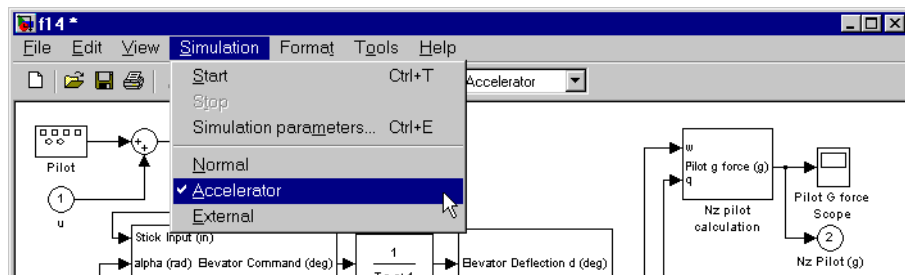 f14 *
File Edit View Simulation Format Tools Help
Start Ctrl+T
Accelerator
Stop
Simulation parameters... Ctrl+E
Normal
Accelerator
External
Pilot
1
u
w
Pilot g force (g)
q
Nz pilot
calculation
Pilot G force
Scope
2
Nz Pilot (g)
Stick Input (in)
alpha (rad) Elevator Command (deg)
1
Elevator Deflection d (deg)